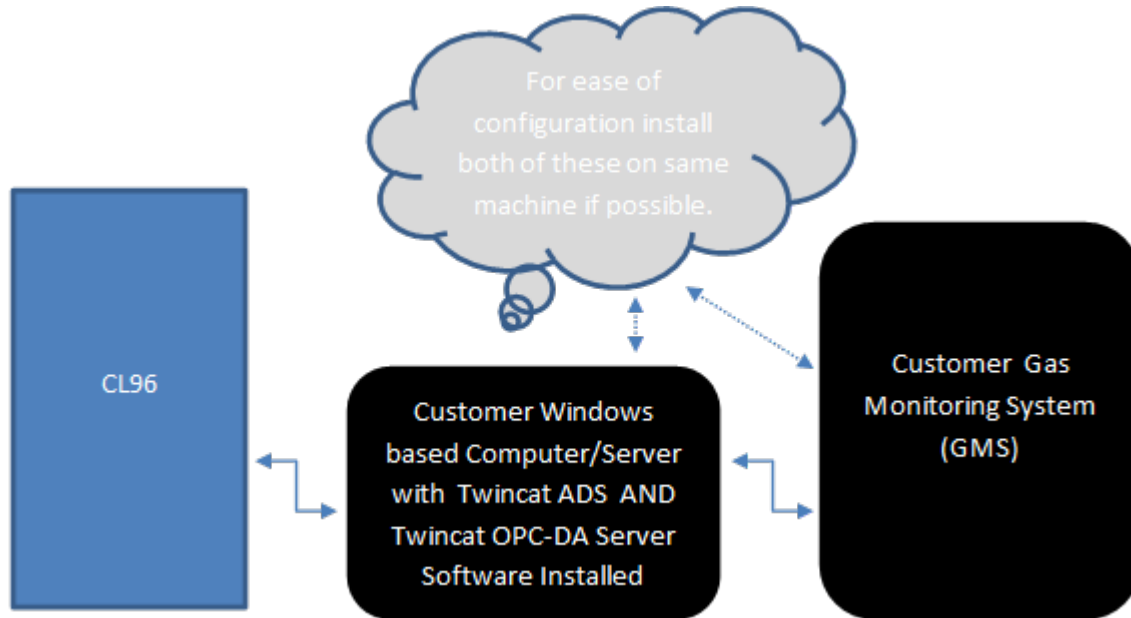 For ease of
configuration install
both of these on same
machine if possible.
CL96
Customer Windows
based Computer/Server
with Twincat ADS AND
Twincat OPC-DA Server
Software Installed
Customer Gas
Monitoring System
(GMS)